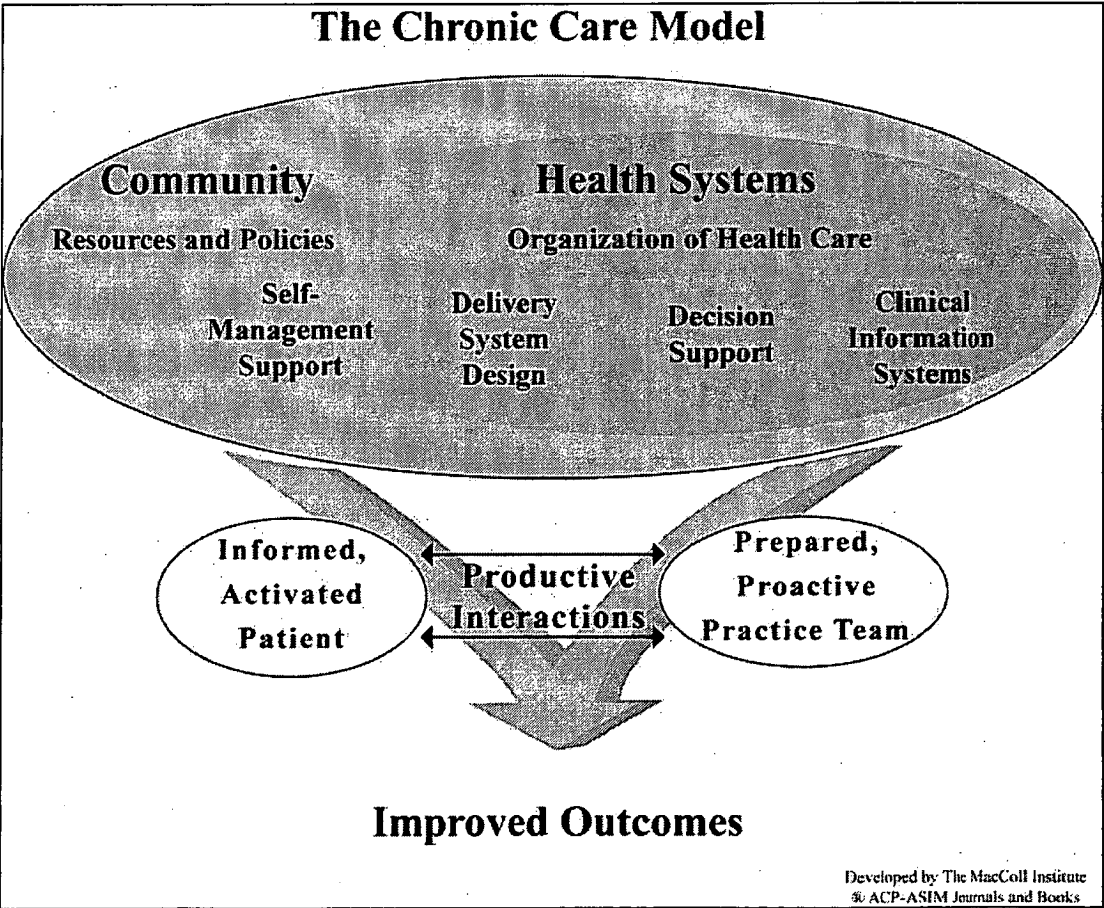 The Chronic Care Model
Community
Health Systems
Resources and Policies
Organization of Health Care
Self-
Management
Support
Delivery
System
Design
Decision
Support
Clinical
Information
Systems
Informed,
Activated
Patient
Productive
Interactions
Prepared,
Proactive
Practice Team
Improved Outcomes
Developed by The MacColl Institute
® ACP-ASIM Journals and Books